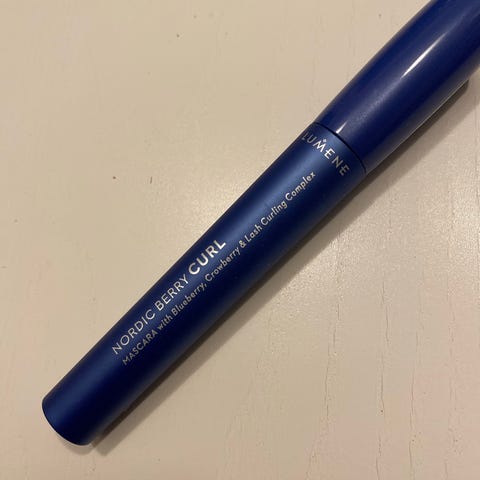 LUMENE
NORDIC BERRY CURL
MASCARA with Blueberry, Crowberry & Lash Curling Complex